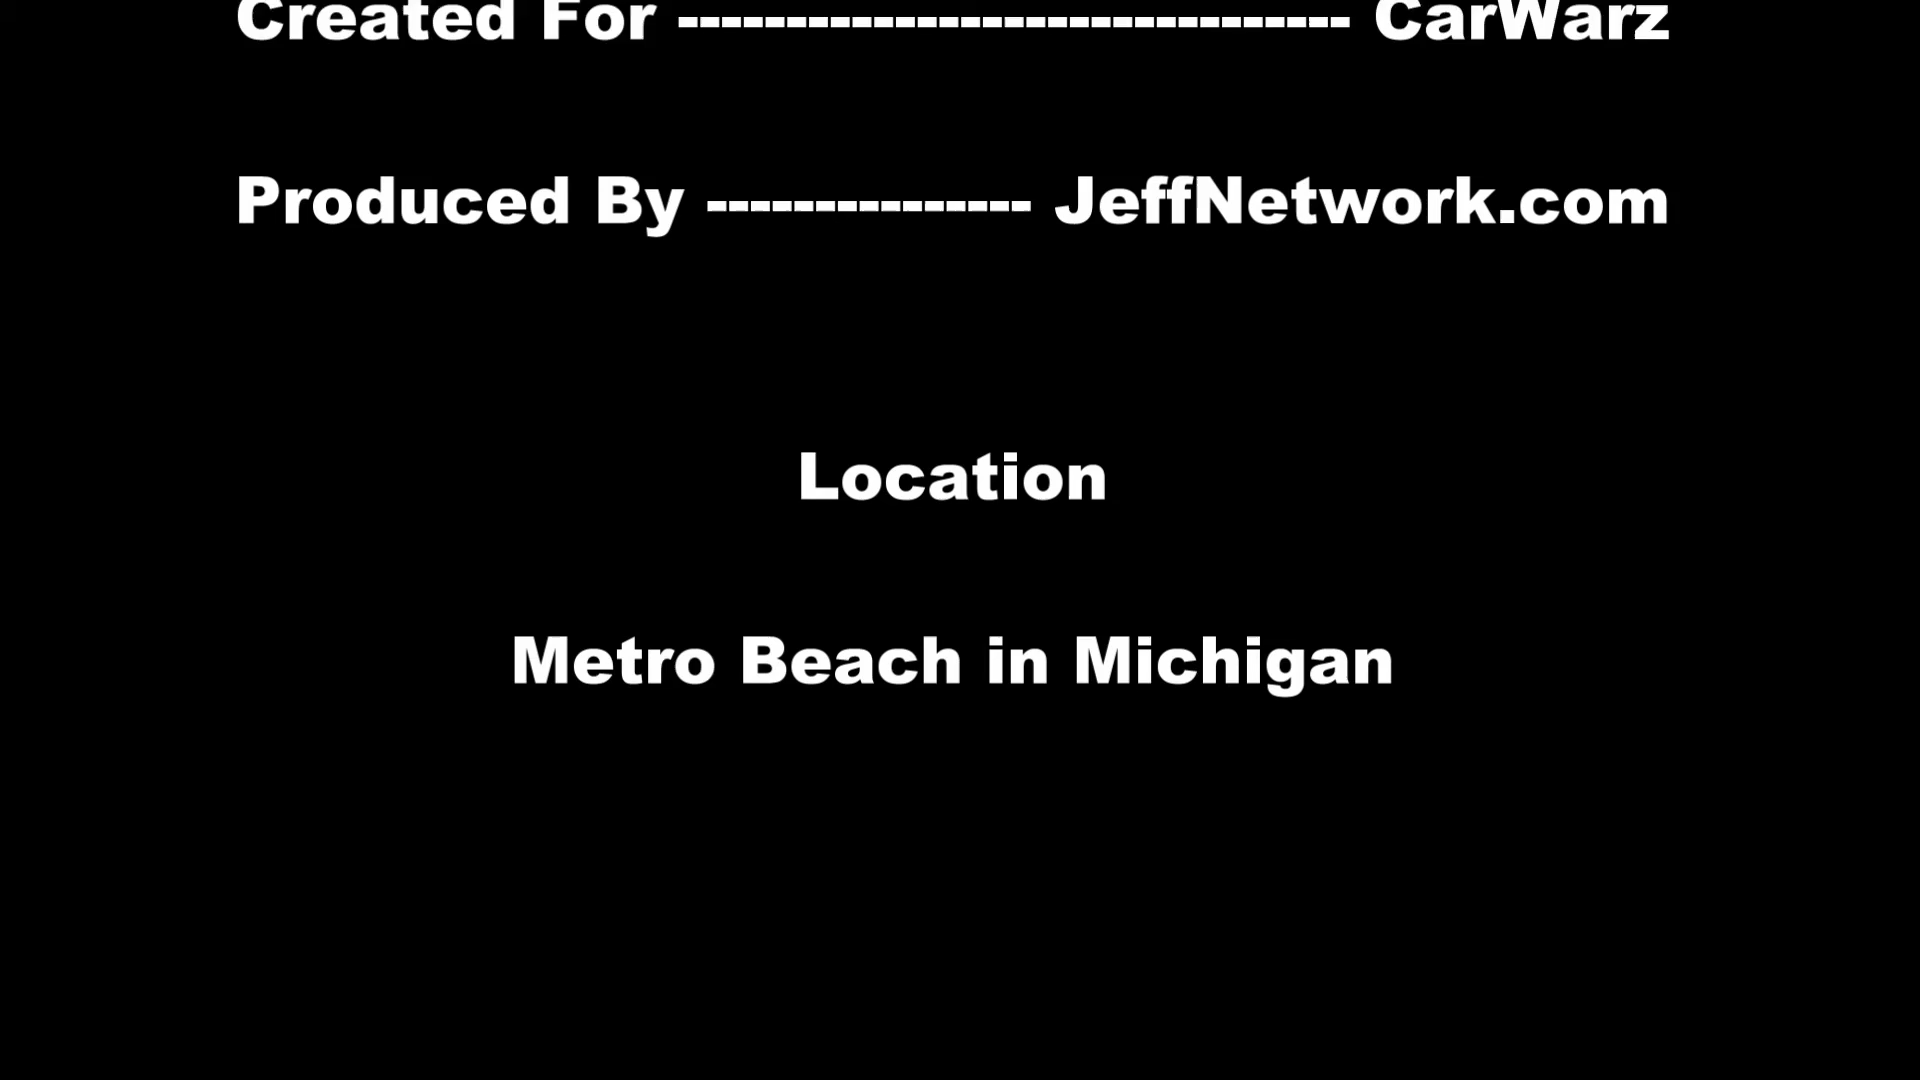 Created For ------------------------------- CarWarz
Produced By --------------- JeffNetwork.com
Location
Metro Beach in Michigan